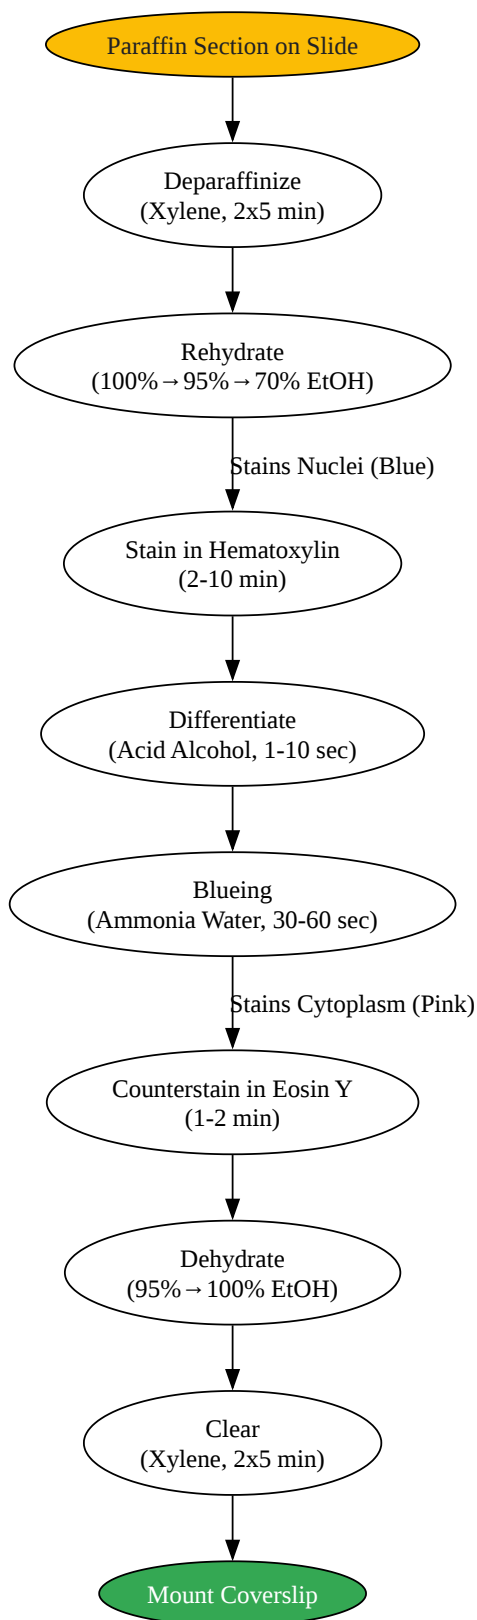 Paraffin Section on Slide
Deparaffinize
(Xylene, 2x5 min)
Rehydrate
(100%→95%→70% EtOH)
Stains Nuclei (Blue)
Stain in Hematoxylin
(2-10 min)
Differentiate
(Acid Alcohol, 1-10 sec)
Blueing
(Ammonia Water, 30-60 sec)
Stains Cytoplasm (Pink)
Counterstain in Eosin Y
(1-2 min)
Dehydrate
(95%→100% EtOH)
Clear
(Xylene, 2x5 min)
Mount Coverslip